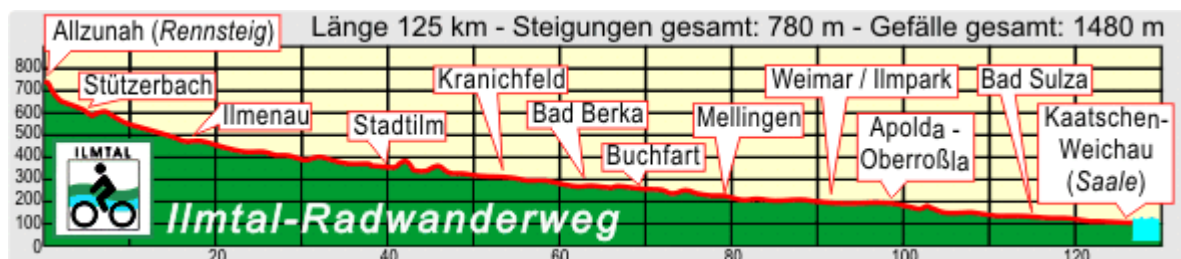 Länge 125 km - Steigungen gesamt: 780 m - Gefälle gesamt: 1480 m
Allzunah (Rennsteig)
Stützerbach
Ilmenau
Stadtilm
Kranichfeld
Bad Berka
Buchfart
Mellingen
Weimar / Ilmpark
Apolda -
Oberroßla
Bad Sulza
Kaatschen-
Weichau
(Saale)
800
700
600
500
400
300
200
100
0
ILMTAL
Ilmtal-Radwanderweg
20
40
60
80
100
120